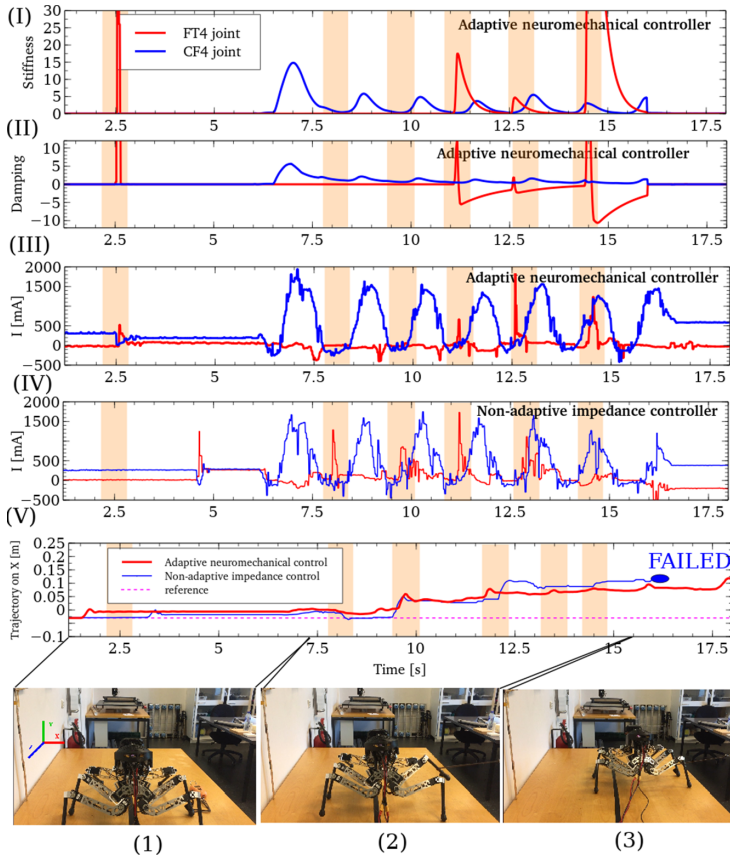 (I)
Adaptive neuromechanical controller
FT4 joint
CF4 joint
Stiffness
30
25
20
15
10
5
0
2.5 5 7.5 10 12.5 15 17.5
(II)
Adaptive neuromechanical controller
Damping
10
5
0
−5
−10
2.5 5 7.5 10 12.5 15 17.5
(III)
Adaptive neuromechanical controller
I [mA]
2000
1500
500
0
−500
2.5 5 7.5 10 12.5 15 17.5
(IV)
Non-adaptive impedance controller
I [mA]
2000
1500
500
0
−500
2.5 5 7.5 10 12.5 15 17.5
(V)
Trajectory on X [m]
0.25
0.2
0.1
0.05
0
−0.1
Adaptive neuromechanical control
Non-adaptive impedance control
reference
FAILED
2.5 5 7.5 10 12.5 15 17.5
Time [s]
Y
X
(1) (2) (3)